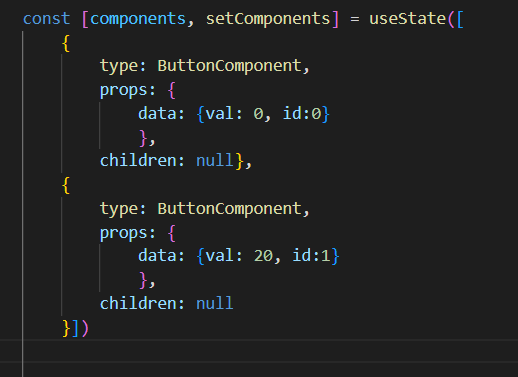 const [components, setComponents] = useState([
{
type: ButtonComponent,
props: {
data: {val: 0, id:0}
},
children: null},
{
type: ButtonComponent,
props: {
data: {val: 20, id:1}
},
children: null
}])